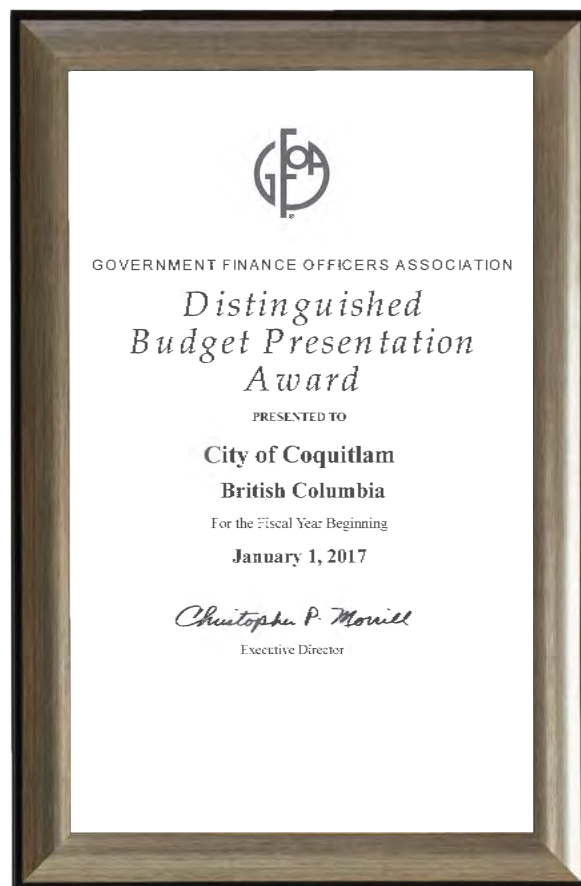 GFOA
GOVERNMENT FINANCE OFFICERS ASSOCIATION
Distinguished
Budget Presentation
Award
PRESENTED TO
City of Coquitlam
British Columbia
For the Fiscal Year Beginning
January 1, 2017
Christopher P. Morrill
Executive Director